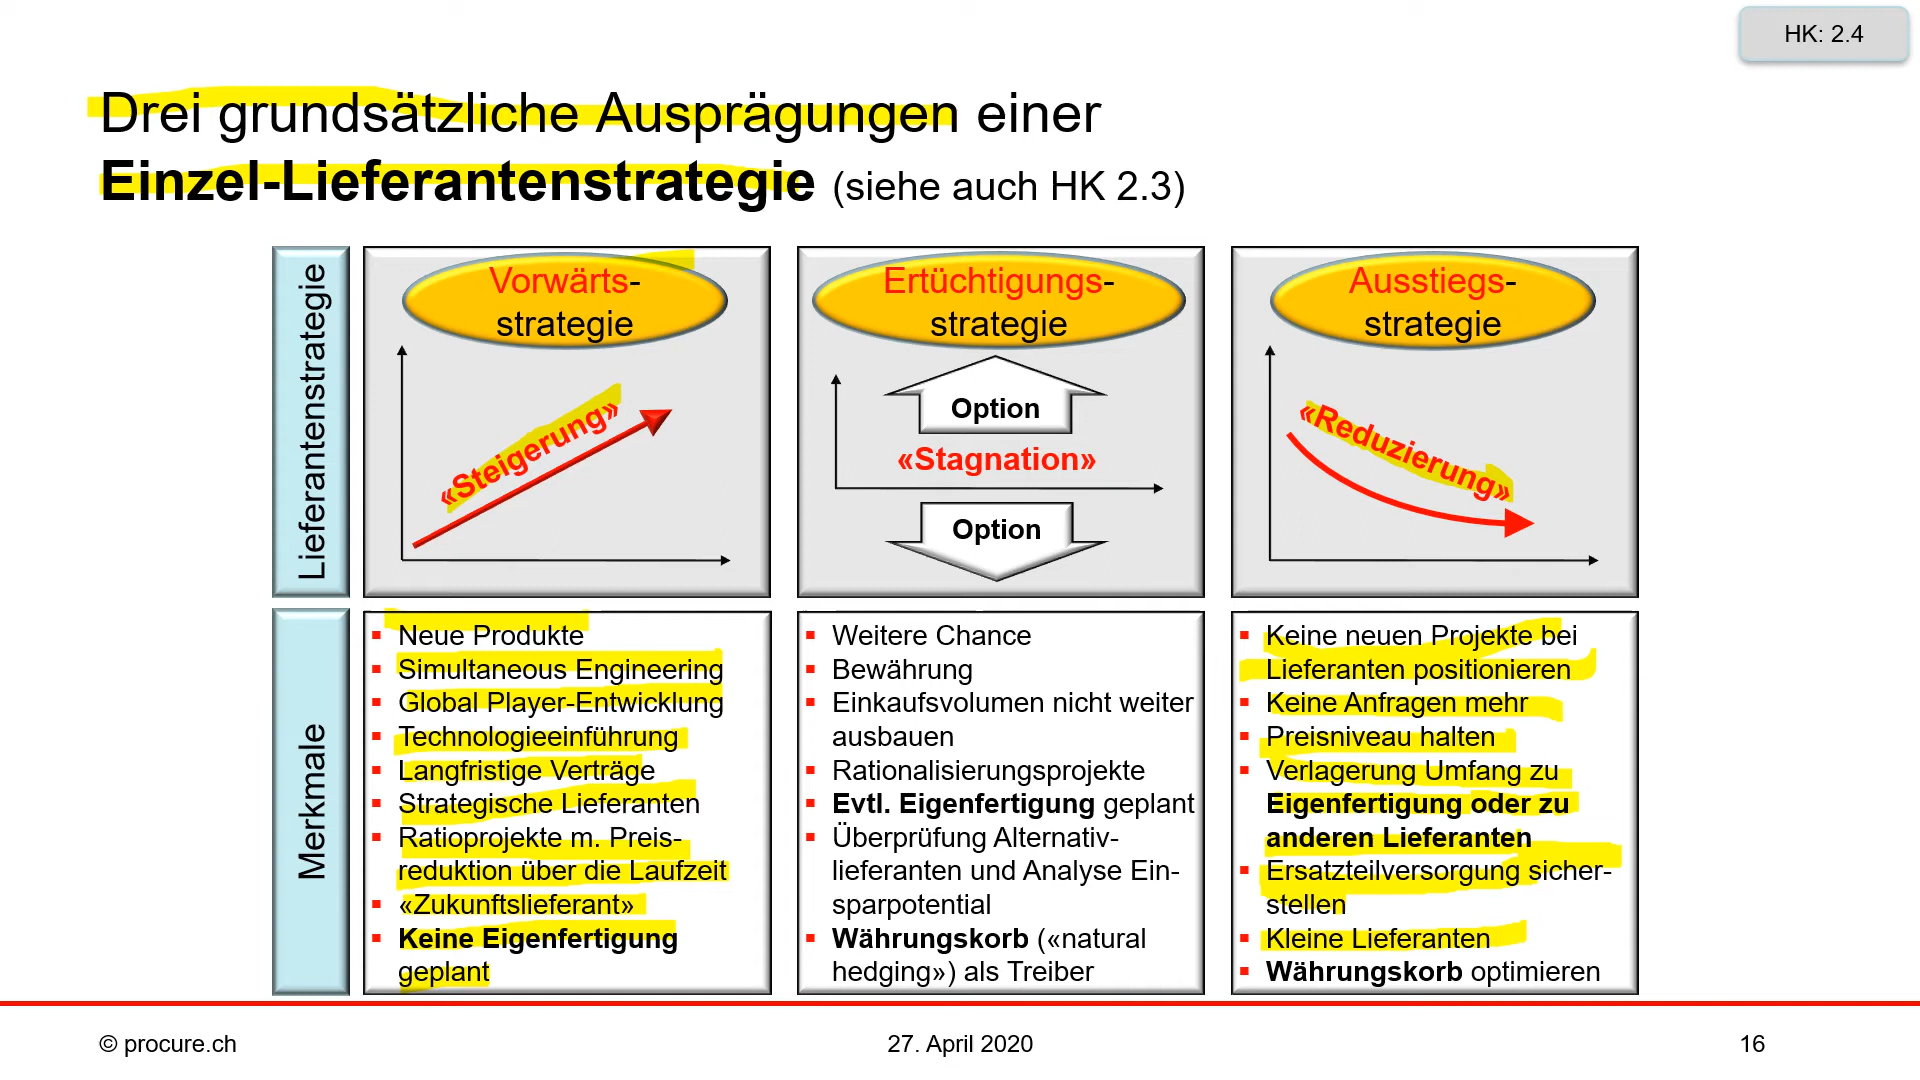 HK: 2.4
Drei grundsätzliche Ausprägungen einer
Einzel-Lieferantenstrategie (siehe auch HK 2.3)
Lieferantenstrategie
Vorwärts-
strategie
«Steigerung»
Ertüchtigungs-
strategie
Option
«Stagnation»
Option
Ausstiegs-
strategie
«Reduzierung»
Merkmale
▪ Neue Produkte
▪ Simultaneous Engineering
▪ Global Player-Entwicklung
▪ Technologieeinführung
▪ Langfristige Verträge
▪ Strategische Lieferanten
▪ Ratioprojekte m. Preis-
reduktion über die Laufzeit
▪ «Zukunftslieferant»
▪ Keine Eigenfertigung
geplant
▪ Weitere Chance
▪ Bewährung
▪ Einkaufsvolumen nicht weiter
ausbauen
▪ Rationalisierungsprojekte
▪ Evtl. Eigenfertigung geplant
▪ Überprüfung Alternativ-
lieferanten und Analyse Ein-
sparpotential
▪ Währungskorb («natural
hedging») als Treiber
▪ Keine neuen Projekte bei
Lieferanten positionieren
▪ Keine Anfragen mehr
▪ Preisniveau halten
▪ Verlagerung Umfang zu
Eigenfertigung oder zu
anderen Lieferanten
▪ Ersatzteilversorgung sicher-
stellen
▪ Kleine Lieferanten
▪ Währungskorb optimieren
© procure.ch
27. April 2020
16